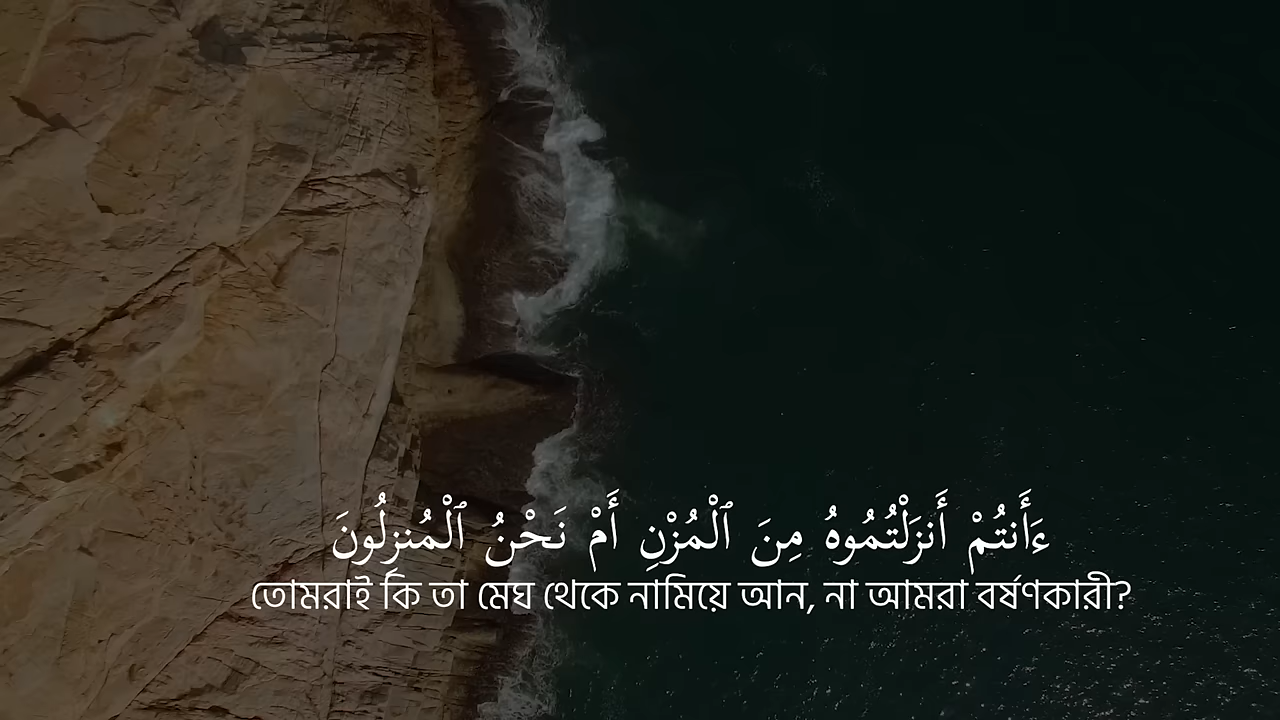 ءَأَنتُمْ أَنزَلْتُمُوهُ مِنَ ٱلْمُزْنِ أَمْ نَحْنُ ٱلْمُنزِلُونَ
তোমরাই কি তা মেঘ থেকে নামিয়ে আন, না আমরা বর্ষণকারী?